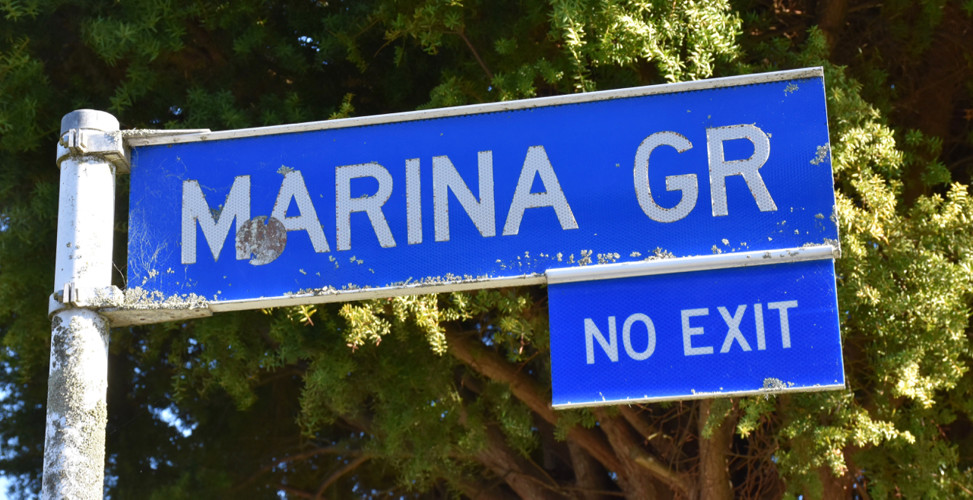 MARINA GR
NO EXIT